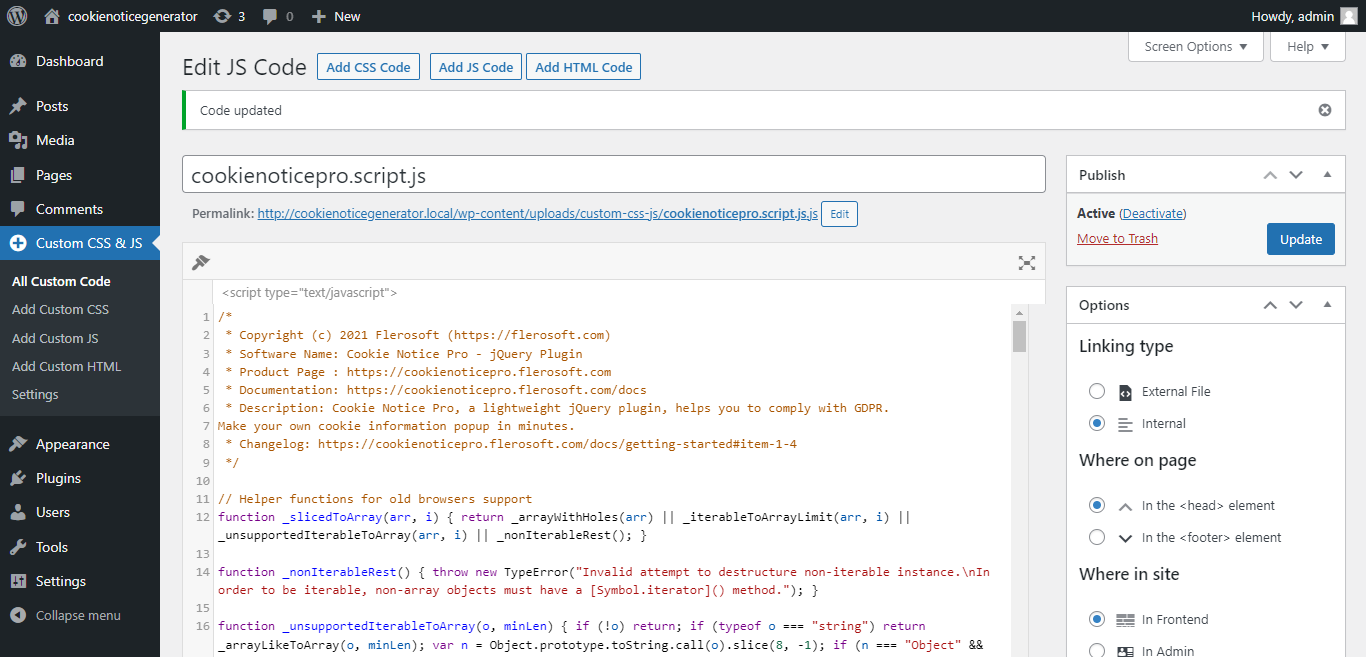 cookienoticegenerator 3 0 New Howdy, admin
Screen Options Help
Dashboard
Posts
Media
Pages
Comments
Custom CSS & JS
All Custom Code
Add Custom CSS
Add Custom JS
Add Custom HTML
Settings
Appearance
Plugins
Users
Tools
Settings
Collapse menu
Edit JS Code Add CSS Code Add JS Code Add HTML Code
Code updated
cookienoticepro.script.js
Permalink: http://cookienoticegenerator.local/wp-content/uploads/custom-css-js/cookienoticepro.script.js.js Edit
<script type="text/javascript">
1 /*
2 * Copyright (c) 2021 Flerosoft (https://flerosoft.com)
3 * Software Name: Cookie Notice Pro - jQuery Plugin
4 * Product Page : https://cookienoticepro.flerosoft.com
5 * Documentation: https://cookienoticepro.flerosoft.com/docs
6 * Description: Cookie Notice Pro, a lightweight jQuery plugin, helps you to comply with GDPR.
7 Make your own cookie information popup in minutes.
8 * Changelog: https://cookienoticepro.flerosoft.com/docs/getting-started#item-1-4
9 */
10
11 // Helper functions for old browsers support
12 function _slicedToArray(arr, i) { return _arrayWithHoles(arr) || _iterableToArrayLimit(arr, i) ||
_unsupportedIterableToArray(arr, i) || _nonIterableRest(); }
13
14 function _nonIterableRest() { throw new TypeError("Invalid attempt to destructure non-iterable instance.\nIn
order to be iterable, non-array objects must have a [Symbol.iterator]() method."); }
15
16 function _unsupportedIterableToArray(o, minLen) { if (!o) return; if (typeof o === "string") return
_arrayLikeToArray(o, minLen); var n = Object.prototype.toString.call(o).slice(8, -1); if (n === "Object" &&
Publish
Active (Deactivate)
Move to Trash Update
Options
Linking type
External File
Internal
Where on page
In the <head> element
In the <footer> element
Where in site
In Frontend
In Admin